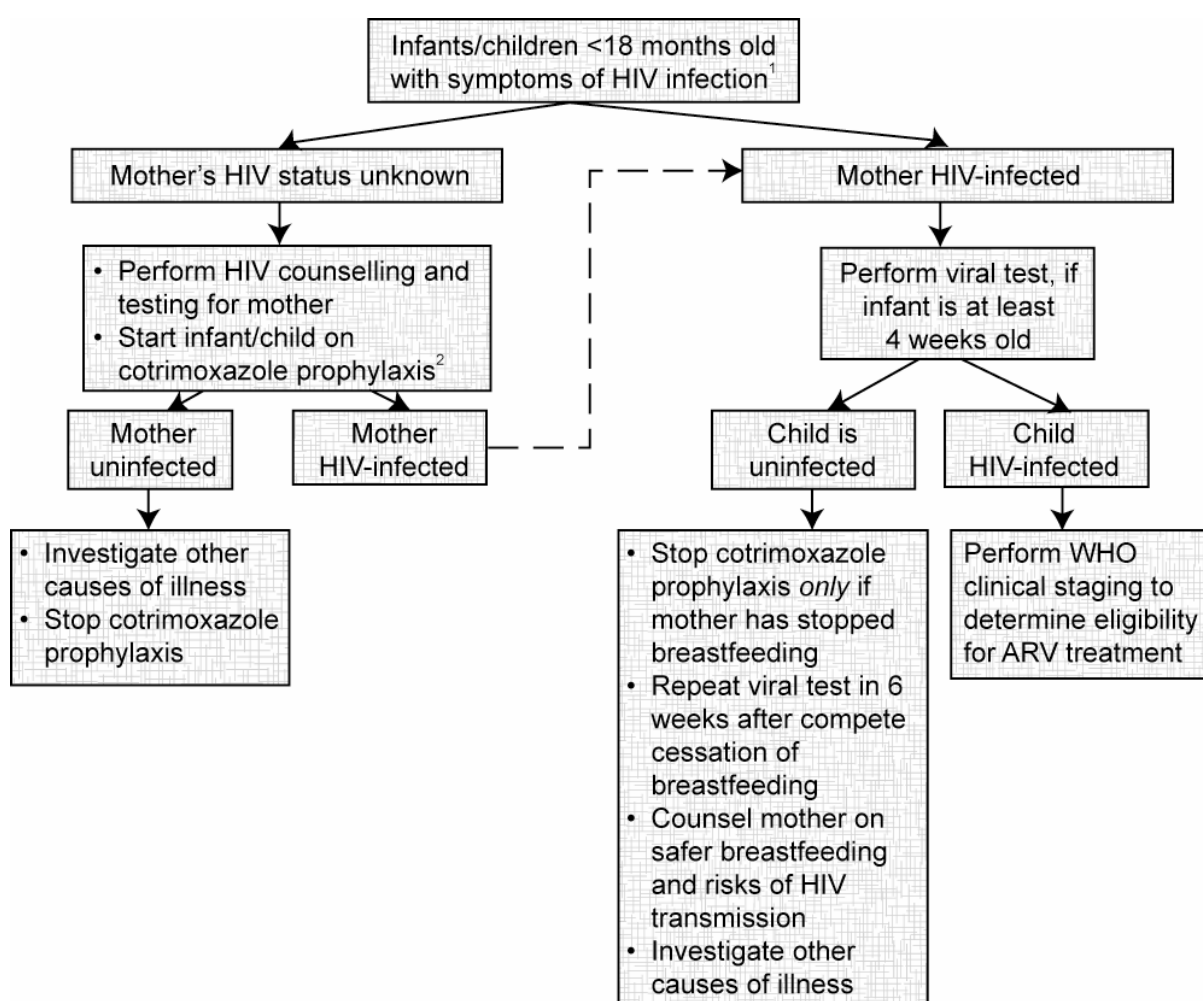 Infants/children <18 months old
with symptoms of HIV infection1
Mother’s HIV status unknown
Mother HIV-infected
• Perform HIV counselling and
testing for mother
• Start infant/child on
cotrimoxazole prophylaxis2
Perform viral test, if
infant is at least
4 weeks old
Mother
uninfected
Mother
HIV-infected
Child is
uninfected
Child
HIV-infected
• Investigate other
causes of illness
• Stop cotrimoxazole
prophylaxis
• Stop cotrimoxazole
prophylaxis only if
mother has stopped
breastfeeding
• Repeat viral test in 6
weeks after compete
cessation of
breastfeeding
• Counsel mother on
safer breastfeeding
and risks of HIV
transmission
• Investigate other
causes of illness
Perform WHO
clinical staging to
determine eligibility
for ARV treatment